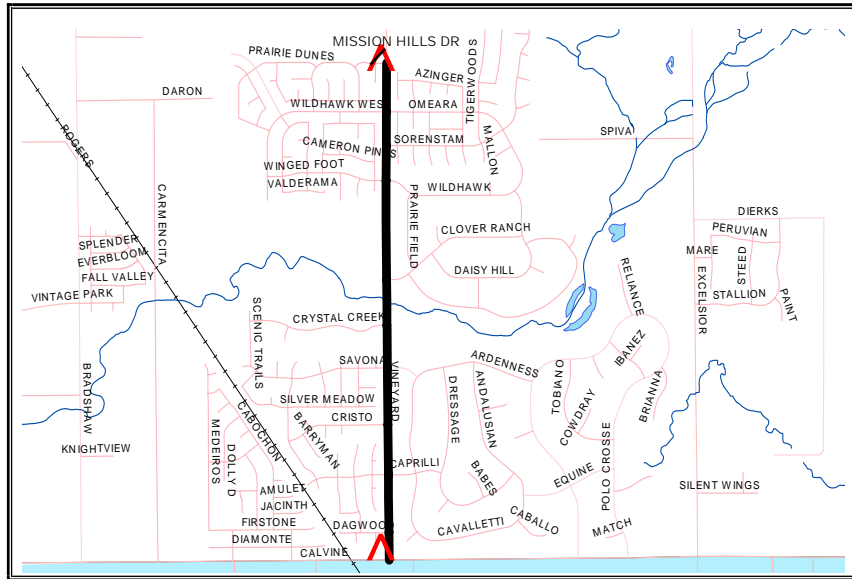 MISSION HILLS DR
PRAIRIE DUNES
AZINGER
TIGERWOODS
DARON
WILDHAWK WES
OMEARA
SPIVA
ROGERS
CAMERON PINES
SORENSTAM
MALLON
WINGED FOOT
VALDERAMA
WILDHAWK
CARMENCITA
PRAIRIE FIELD
DIERKS
CLOVER RANCH
PERUVIAN
SPLENDER
EVERBLOOM
MARE
STEED
FALL VALLEY
DAISY HILL
RELIANCE
EXCELSIOR
VINTAGE PARK
STALLION
PAINT
SCENIC TRAILS
CRYSTAL CREEK
IBANEZ
SAVONA
VINEYARD
ARDENNESS
BRADSHAW
DRESSAGE
ANDALUSIAN
TOBIANO
BRIANNA
SILVER MEADOW
COWDRAY
CABOCHON
CRISTO
BARRYMAN
MEDEIROS
DOLLY D
KNIGHTVIEW
POLO CROSSE
CAPRILLI
BABES
EQUINE
AMULET
SILENT WINGS
JACINTH
CABALLO
FIRSTONE
DAGWOOD
CAVALLETTI
MATCH
DIAMONTE
CALVINE